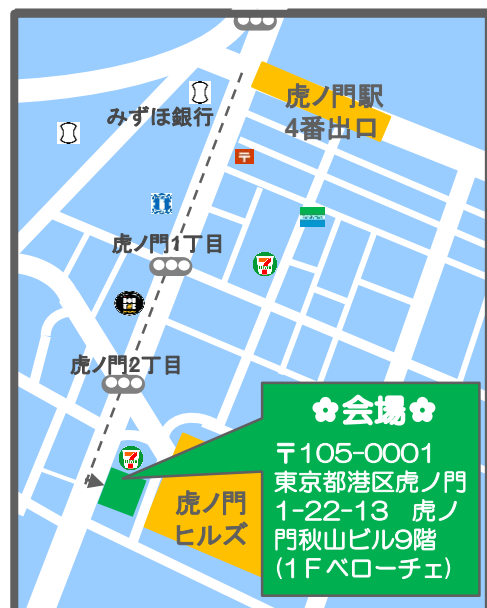 虎ノ門駅
4番出口
みずほ銀行
〒
虎ノ門1丁目
7
虎ノ門2丁目
7
✿会場✿
〒105-0001
東京都港区虎ノ門
1-22-13 虎ノ
門秋山ビル9階
(1Fベローチェ)
虎ノ門
ヒルズ